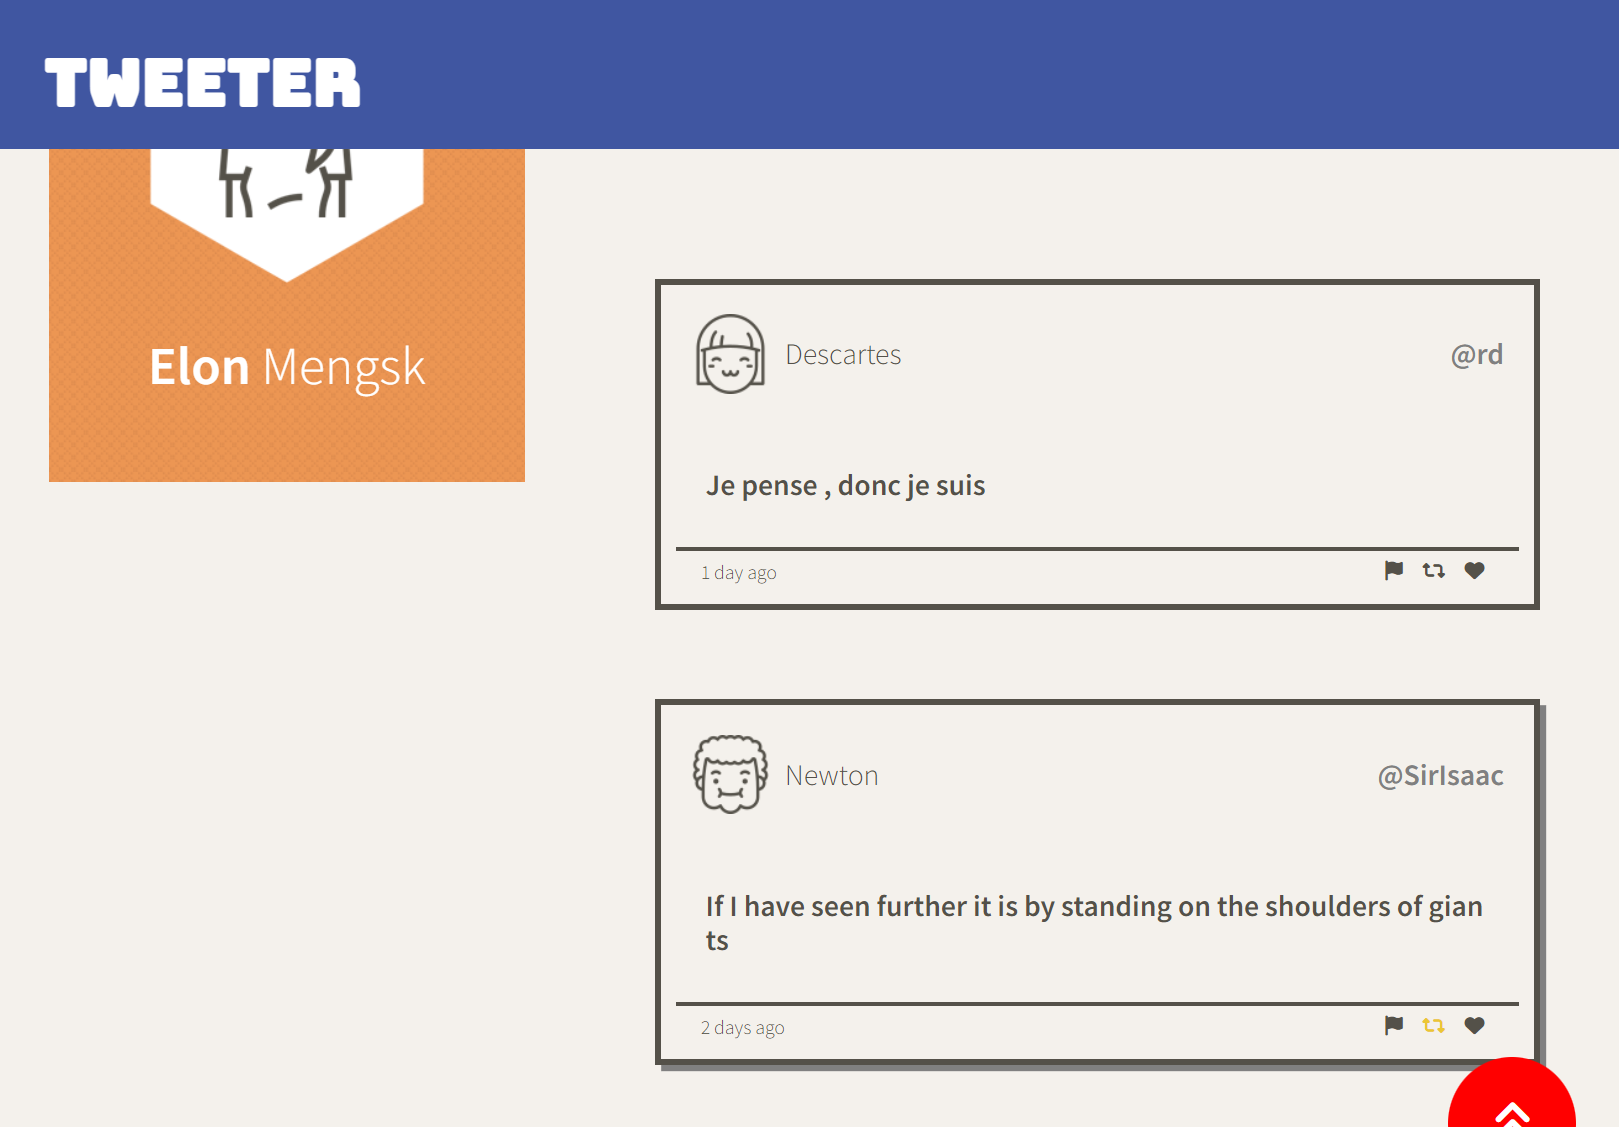 TWEETER
Elon Mengsk
Descartes
@rd
Je pense , donc je suis
1 day ago
Newton
@SirIsaac
If I have seen further it is by standing on the shoulders of gian
ts
2 days ago